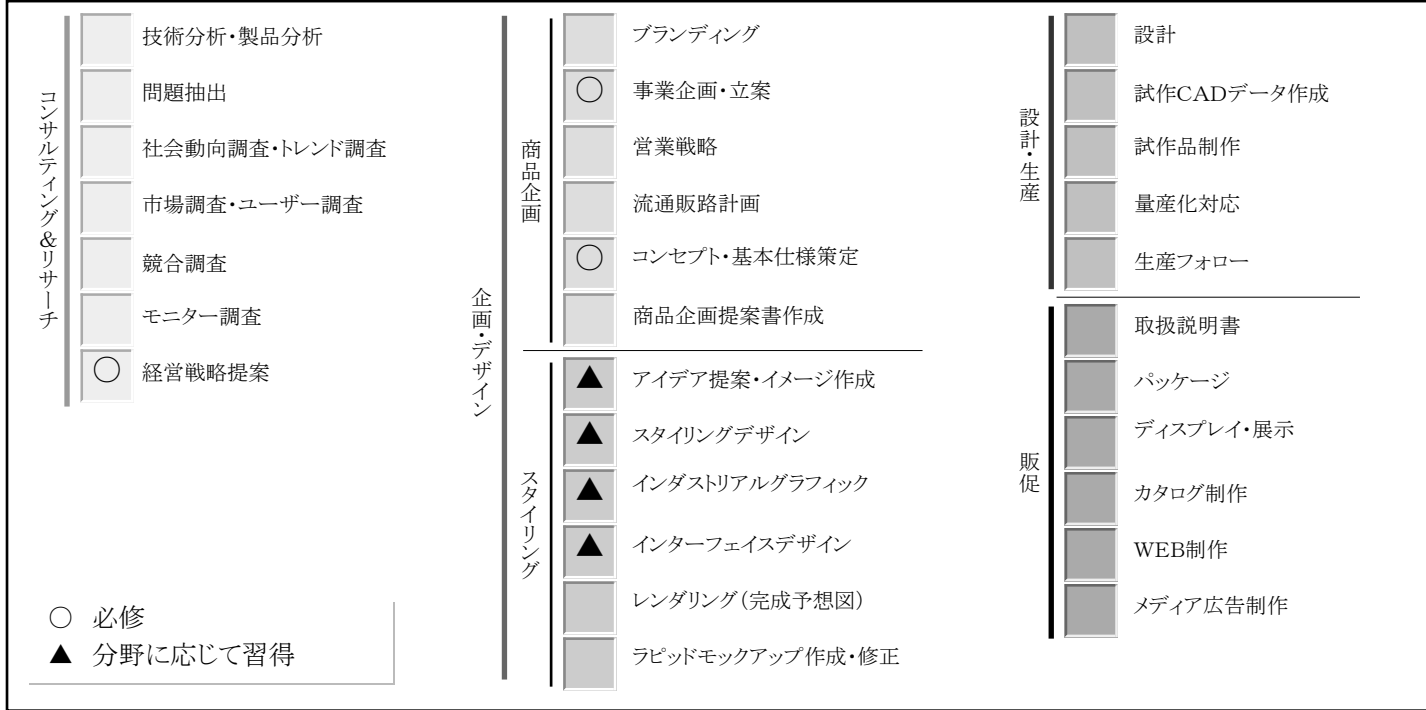 コンサルティング&リサーチ
技術分析・製品分析
問題抽出
社会動向調査・トレンド調査
市場調査・ユーザー調査
競合調査
モニター調査
○ 経営戦略提案
企画・デザイン
商品企画
ブランディング
○ 事業企画・立案
営業戦略
流通販路計画
○ コンセプト・基本仕様策定
商品企画提案書作成
スタイリング
▲ アイデア提案・イメージ作成
▲ スタイリングデザイン
▲ インダストリアルグラフィック
▲ インターフェイスデザイン
レンダリング(完成予想図)
ラピッドモックアップ作成・修正
設計・生産
設計
試作CADデータ作成
試作品制作
量産化対応
生産フォロー
販促
取扱説明書
パッケージ
ディスプレイ・展示
カタログ制作
WEB制作
メディア広告制作
○ 必修
▲ 分野に応じて習得